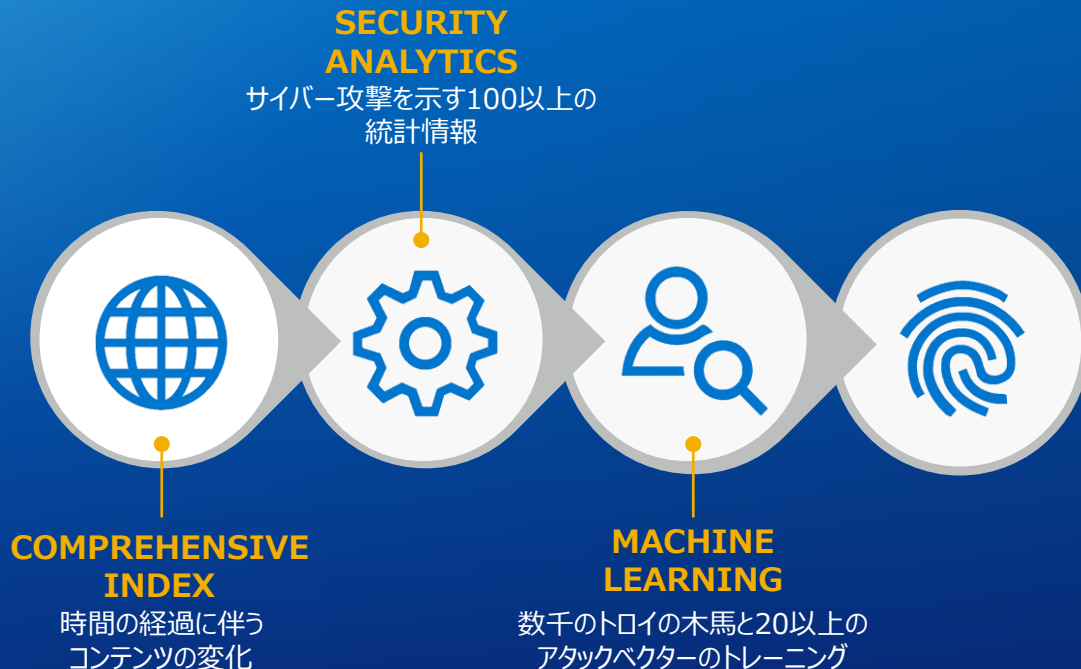 SECURITY
ANALYTICS
サイバー攻撃を示す100以上の
統計情報
COMPREHENSIVE
INDEX
時間の経過に伴う
コンテンツの変化
MACHINE
LEARNING
数千のトロイの木馬と20以上の
アタックベクターのトレーニング